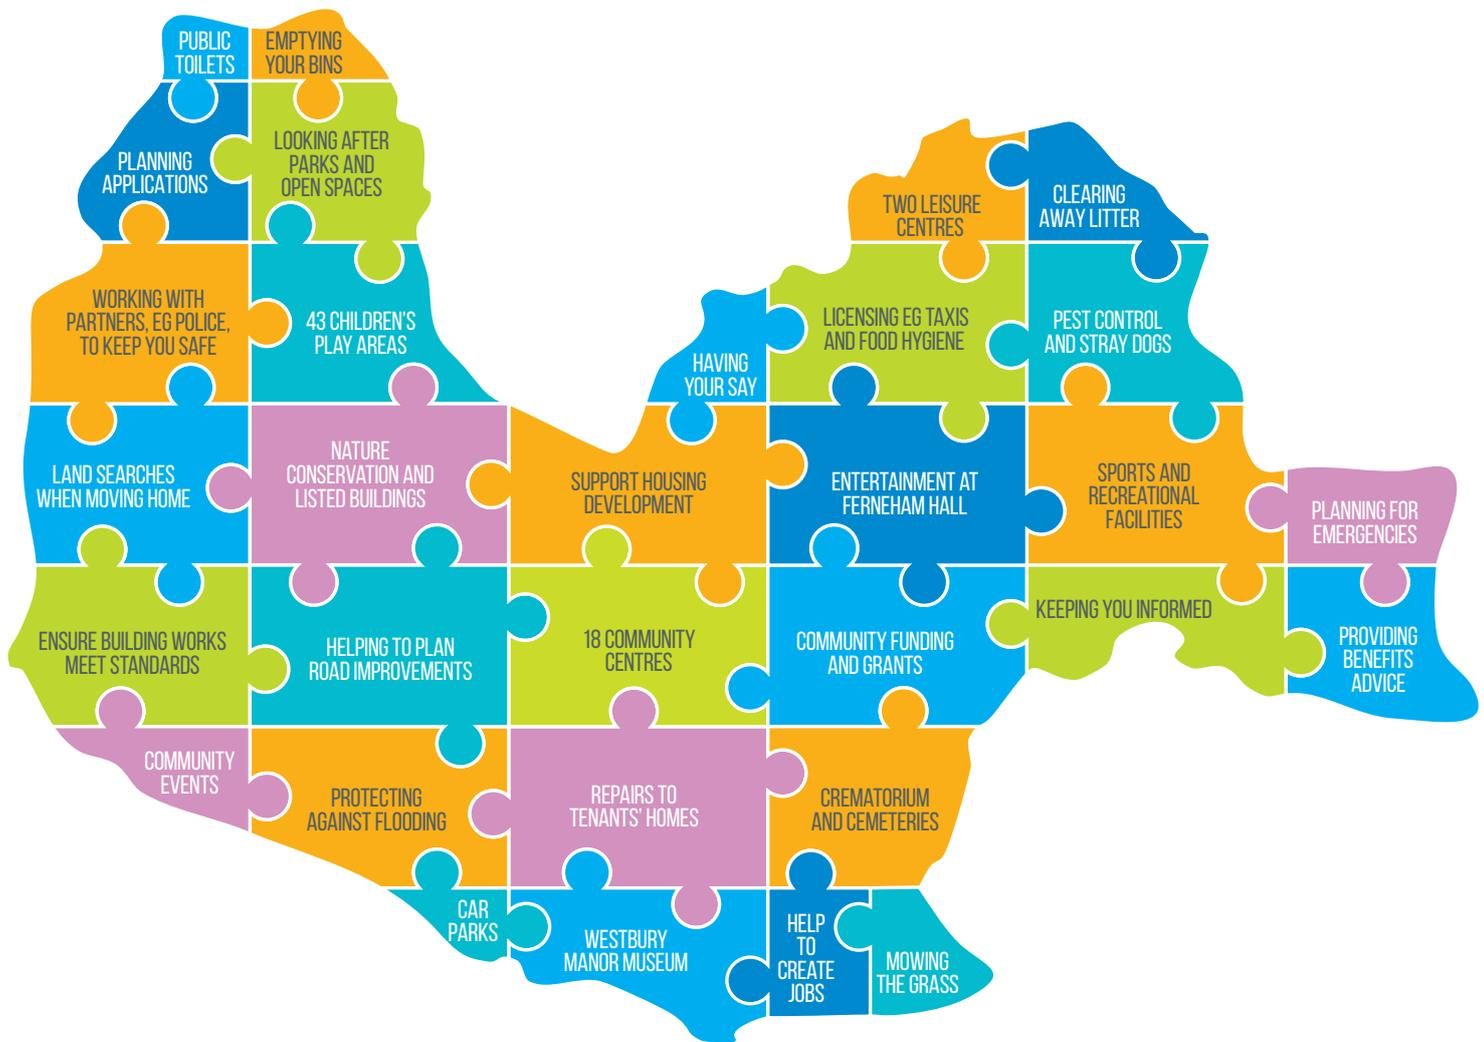 PUBLIC
TOILETS
EMPTYING
YOUR BINS
PLANNING
APPLICATIONS
LOOKING AFTER
PARKS AND
OPEN SPACES
TWO LEISURE
CENTRES
CLEARING
AWAY LITTER
WORKING WITH
PARTNERS, EG POLICE,
TO KEEP YOU SAFE
43 CHILDREN'S
PLAY AREAS
HAVING
YOUR SAY
LICENSING EG TAXIS
AND FOOD HYGIENE
PEST CONTROL
AND STRAY DOGS
LAND SEARCHES
WHEN MOVING HOME
NATURE
CONSERVATION AND
LISTED BUILDINGS
SUPPORT HOUSING
DEVELOPMENT
ENTERTAINMENT AT
FERNEHAM HALL
SPORTS AND
RECREATIONAL
FACILITIES
PLANNING FOR
EMERGENCIES
ENSURE BUILDING WORKS
MEET STANDARDS
HELPING TO PLAN
ROAD IMPROVEMENTS
18 COMMUNITY
CENTRES
COMMUNITY FUNDING
AND GRANTS
KEEPING YOU INFORMED
PROVIDING
BENEFITS
ADVICE
COMMUNITY
EVENTS
PROTECTING
AGAINST FLOODING
REPAIRS TO
TENANTS' HOMES
CREMATORIUM
AND CEMETERIES
CAR
PARKS
WESTBURY
MANOR MUSEUM
HELP
TO
CREATE
JOBS
MOWING
THE GRASS